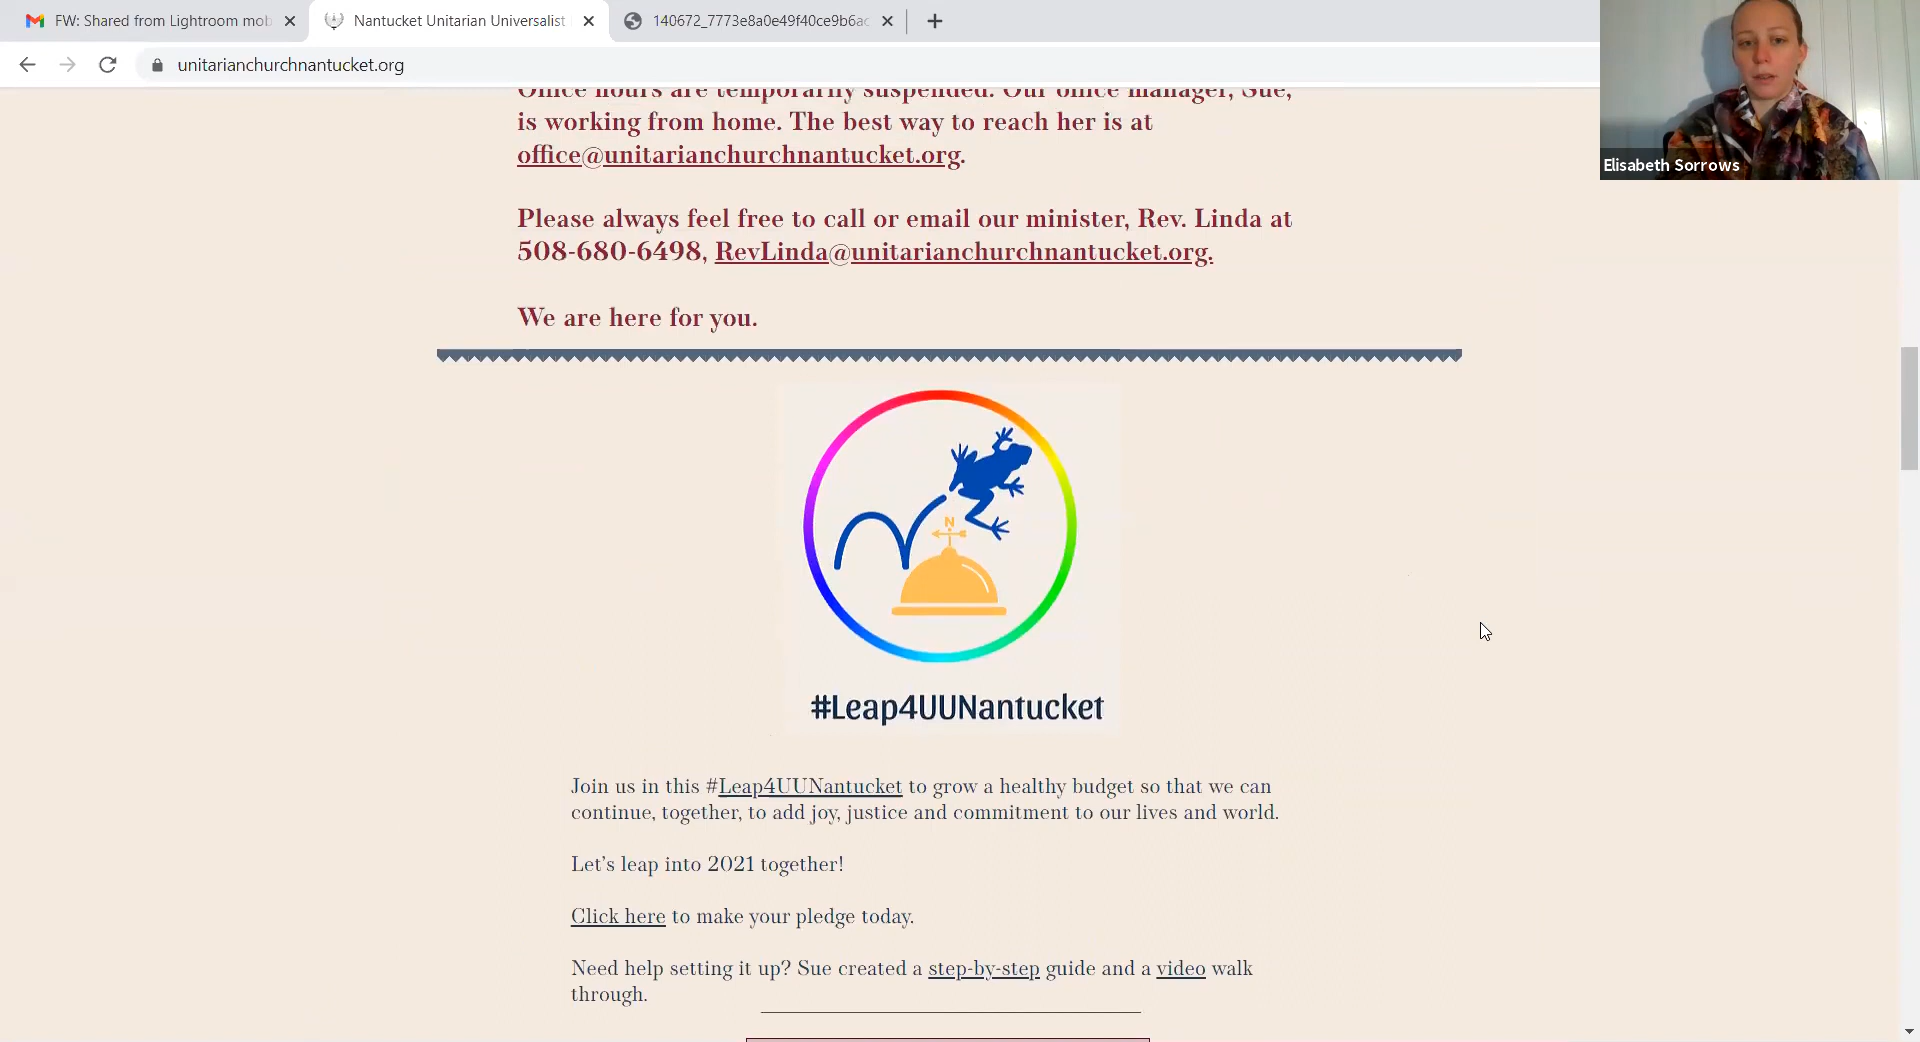 FW: Shared from Lightroom mob
Nantucket Unitarian Universalist
140672_7773e8a0e49f40ce9b6ac
unitarianchurchnantucket.org
Elisabeth Sorrows
Office hours are temporarily suspended. Our office manager, Sue,
is working from home. The best way to reach her is at
office@unitarianchurchnantucket.org.
Please always feel free to call or email our minister, Rev. Linda at
508-680-6498, RevLinda@unitarianchurchnantucket.org.
We are here for you.
N
#Leap4UUNantucket
Join us in this #Leap4UUNantucket to grow a healthy budget so that we can
continue, together, to add joy, justice and commitment to our lives and world.
Let's leap into 2021 together!
Click here to make your pledge today.
Need help setting it up? Sue created a step-by-step guide and a video walk
through.